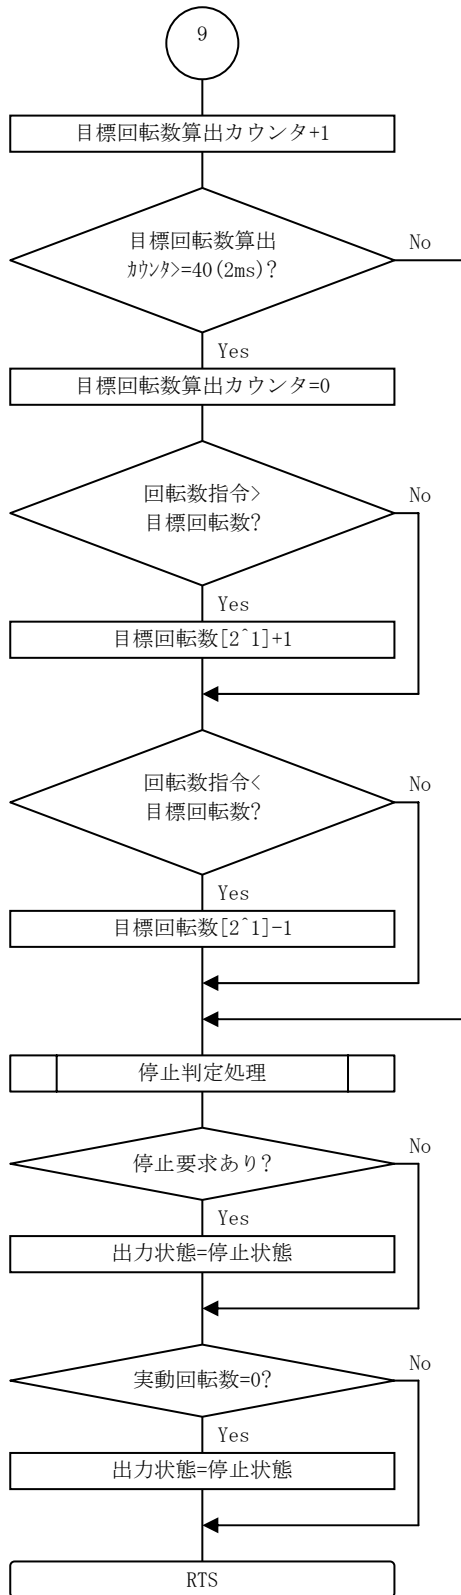 9
目標回転数算出カウンタ+1
目標回転数算出
ｶｳﾝﾀ>=40(2ms)?
No
Yes
目標回転数算出カウンタ=0
回転数指令>
目標回転数?
No
Yes
目標回転数[2^1]+1
回転数指令<
目標回転数?
No
Yes
目標回転数[2^1]-1
停止判定処理
停止要求あり?
No
Yes
出力状態=停止状態
実動回転数=0?
No
Yes
出力状態=停止状態
RTS